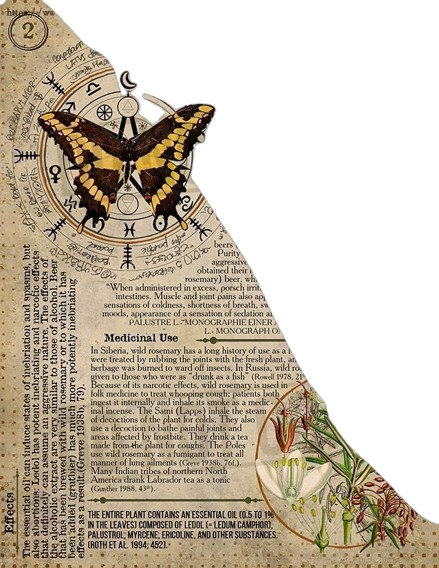 2
beers
Purity
aggressive
obtained their
rosemary) beer, wh
"When administered in excess, porsch irrit
intestines. Muscle and joint pains also app
sensations of coldness, shortness of breath, sw
moods, appearance of a sensation of sedation a
PALUSTRE L.–MONOGRAPHIE EINER
L.- MONOGRAPH O
Medicinal Use
In Siberia, wild rosemary has a long history of use as a
were treated by rubbing the joints with the fresh plant,
herbage was burned to ward off insects. In Russia, wild ro
given to those who were as "drunk as a fish" (Rowell 1978, 21
Because of its narcotic effects, wild rosemary is used in
folk medicine to treat whooping cough; patients both
ingest it internally and inhale its smoke as a medic-
inal incense. The Sami (Lapps) inhale the steam
of decoctions of the plant for colds. They also
use a decoction to bathe painful joints and
areas afflicted by frostbite. They drink a tea
made from the plant for coughs. The Poles
use wild rosemary as a fumigant to treat all
manner of lung ailments (Greve 1938b, 76f.).
Many Indian tribes of northern North
America drank Labrador tea as a tonic
(Gunther 1988, 43*).
THE ENTIRE PLANT CONTAINS AN ESSENTIAL OIL (0.5 TO 1%
IN THE LEAVES) COMPOSED OF LEDOL (= LEDUM CAMPHOR),
PALUSTROL; MYRCENE, ERICOLINE, AND OTHER SUBSTANCES.
(ROTH ET AL. 1994; 452).
Effects
The essential oil can induce states of inebriation and spasms, but
also abortions. Ledol has potent inebriating and narcotic effects
that definitely assume an aggressive nature. The effects of
the alcoholic extract are very similar to those of alcohol. Beer
that has been brewed with wild rosemary or to which it has
been added (gruitbier) has much more potently inebriating
effects as a result. (Greve 1938b, 79)